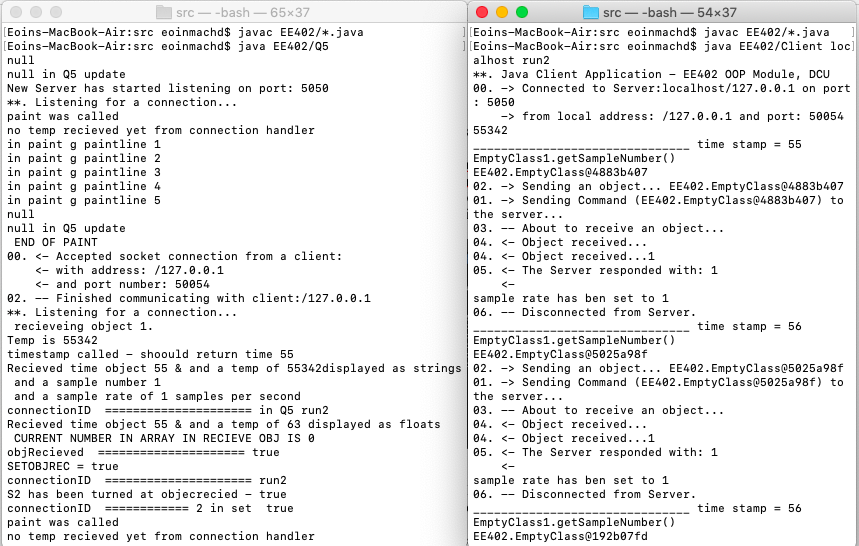 src — -bash — 65×37
[Eoins-MacBook-Air:src eoinmachd$ javac EE402/*.java ]
[Eoins-MacBook-Air:src eoinmachd$ java EE402/Q5 ]
null
null in Q5 update
New Server has started listening on port: 5050
**. Listening for a connection...
paint was called
no temp recieved yet from connection handler
in paint g paintline 1
in paint g paintline 2
in paint g paintline 3
in paint g paintline 4
in paint g paintline 5
null
null in Q5 update
 END OF PAINT
00. <- Accepted socket connection from a client:
    <- with address: /127.0.0.1
    <- and port number: 50054
02. -- Finished communicating with client:/127.0.0.1
**. Listening for a connection...
 recieveing object 1.
Temp is 55342
timestamp called - shoould return time 55
Recieved time object 55 & and a temp of 55342displayed as strings
 and a sample number 1
 and a sample rate of 1 samples per second
connectionID  ===================== in Q5 run2
Recieved time object 55 & and a temp of 63 displayed as floats
 CURRENT NUMBER IN ARRAY IN RECIEVE OBJ IS 0
objRecieved  ===================== true
SETOBJREC = true
connectionID  ===================== run2
S2 has been turned at objecrecied - true
connectionID  ============ 2 in set  true
paint was called
no temp recieved yet from connection handler
src — -bash — 54×37
[Eoins-MacBook-Air:src eoinmachd$ javac EE402/*.java ]
[Eoins-MacBook-Air:src eoinmachd$ java EE402/Client loc]
alhost run2
**. Java Client Application - EE402 OOP Module, DCU
00. -> Connected to Server:localhost/127.0.0.1 on port
: 5050
    -> from local address: /127.0.0.1 and port: 50054
55342
_______________________________ time stamp = 55
EmptyClass1.getSampleNumber()
EE402.EmptyClass@4883b407
02. -> Sending an object... EE402.EmptyClass@4883b407
01. -> Sending Command (EE402.EmptyClass@4883b407) to
the server...
03. -- About to receive an object...
04. <- Object received...
04. <- Object received...1
05. <- The Server responded with: 1
    <-
sample rate has ben set to 1
06. -- Disconnected from Server.
_______________________________ time stamp = 56
EmptyClass1.getSampleNumber()
EE402.EmptyClass@5025a98f
02. -> Sending an object... EE402.EmptyClass@5025a98f
01. -> Sending Command (EE402.EmptyClass@5025a98f) to
the server...
03. -- About to receive an object...
04. <- Object received...
04. <- Object received...1
05. <- The Server responded with: 1
    <-
sample rate has ben set to 1
06. -- Disconnected from Server.
_______________________________ time stamp = 56
EmptyClass1.getSampleNumber()
EE402.EmptyClass@192b07fd